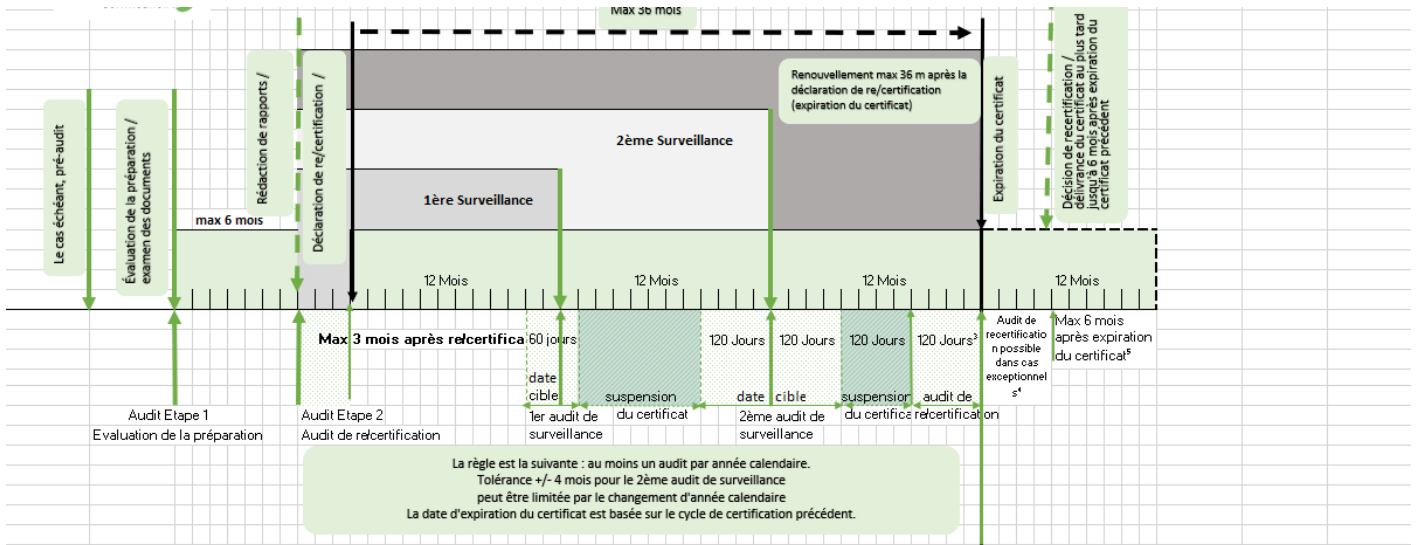 Max 36 mois
Le cas échéant, pré-audit
Évaluation de la préparation /
examen des documents
Rédaction de rapports /
Déclaration de re/certification /
Renouvellement max 36 m après la
déclaration de re/certification
(expiration du certificat)
Expiration du certificat
Décision de recertification /
délivrance du certificat au plus tard
jusqu'à 6 mois après expiration du
certificat précédent
2ème Surveillance
1ère Surveillance
max 6 mois
12 Mois
12 Mois
12 Mois
12 Mois
Max 3 mois après re/certifica
60 jours
120 Jours
120 Jours
120 Jours
120 Jours³
Audit de
recertificatio
n possible
dans cas
exceptionnel
s⁴
Max 6 mois
après expiration
du certificat⁵
date
cible
suspension
du certificat
date cible
suspension
du certifica
audit de
re/certification
Audit Etape 1
Evaluation de la préparation
Audit Etape 2
Audit de re/certification
1er audit de
surveillance
2ème audit de
surveillance
La règle est la suivante : au moins un audit par année calendaire.
Tolérance +/- 4 mois pour le 2ème audit de surveillance
peut être limitée par le changement d'année calendaire
La date d'expiration du certificat est basée sur le cycle de certification précédent.